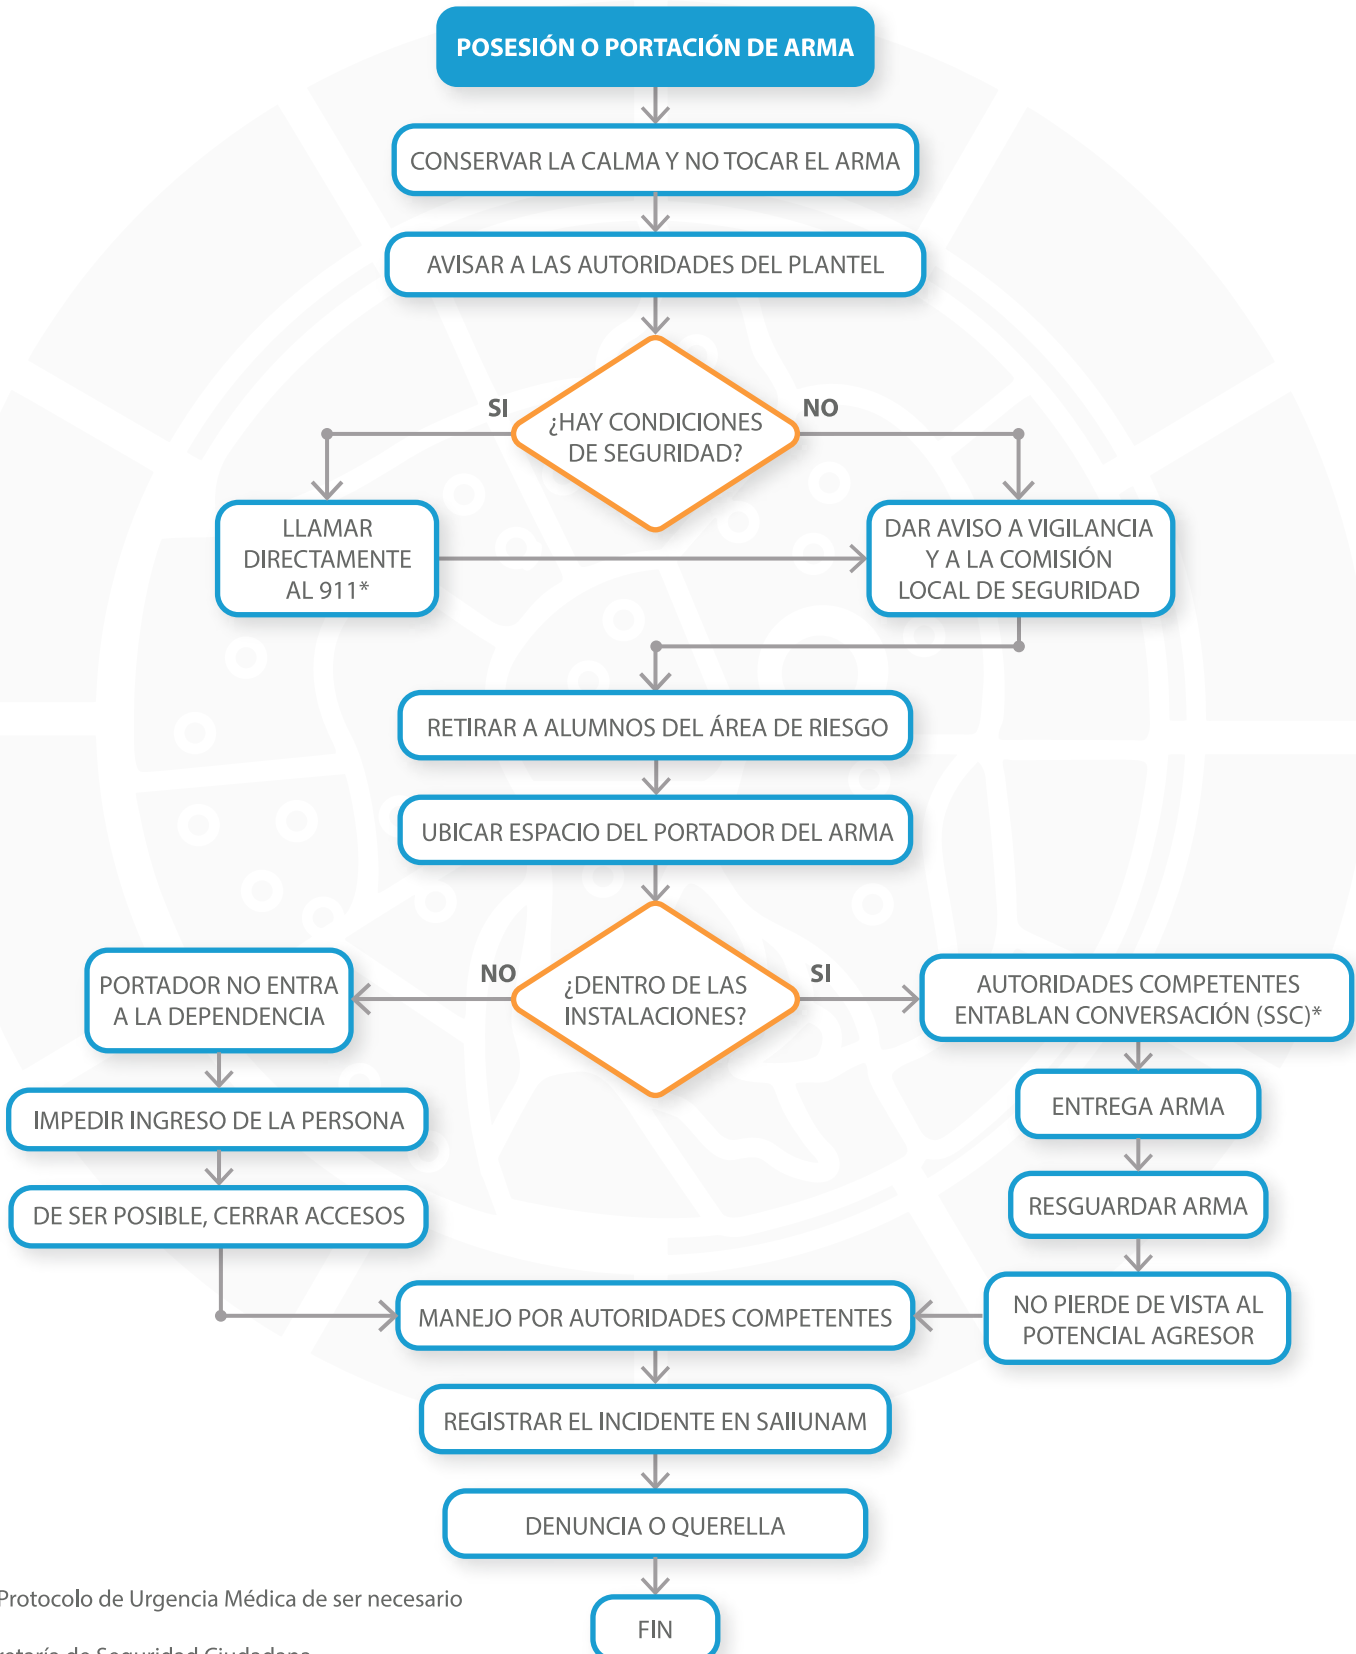 POSESIÓN O PORTACIÓN DE ARMA
CONSERVAR LA CALMA Y NO TOCAR EL ARMA
AVISAR A LAS AUTORIDADES DEL PLANTEL
¿HAY CONDICIONES
DE SEGURIDAD?
SI
NO
LLAMAR
DIRECTAMENTE
AL 911*
DAR AVISO A VIGILANCIA
Y A LA COMISIÓN
LOCAL DE SEGURIDAD
RETIRAR A ALUMNOS DEL ÁREA DE RIESGO
UBICAR ESPACIO DEL PORTADOR DEL ARMA
¿DENTRO DE LAS
INSTALACIONES?
NO
SI
PORTADOR NO ENTRA
A LA DEPENDENCIA
IMPEDIR INGRESO DE LA PERSONA
DE SER POSIBLE, CERRAR ACCESOS
AUTORIDADES COMPETENTES
ENTABLAN CONVERSACIÓN (SSC)*
ENTREGA ARMA
RESGUARDAR ARMA
NO PIERDE DE VISTA AL
POTENCIAL AGRESOR
MANEJO POR AUTORIDADES COMPETENTES
REGISTRAR EL INCIDENTE EN SAIIUNAM
DENUNCIA O QUERELLA
FIN
Protocolo de Urgencia Médica de ser necesario
retaría de Seguridad Ciudadana